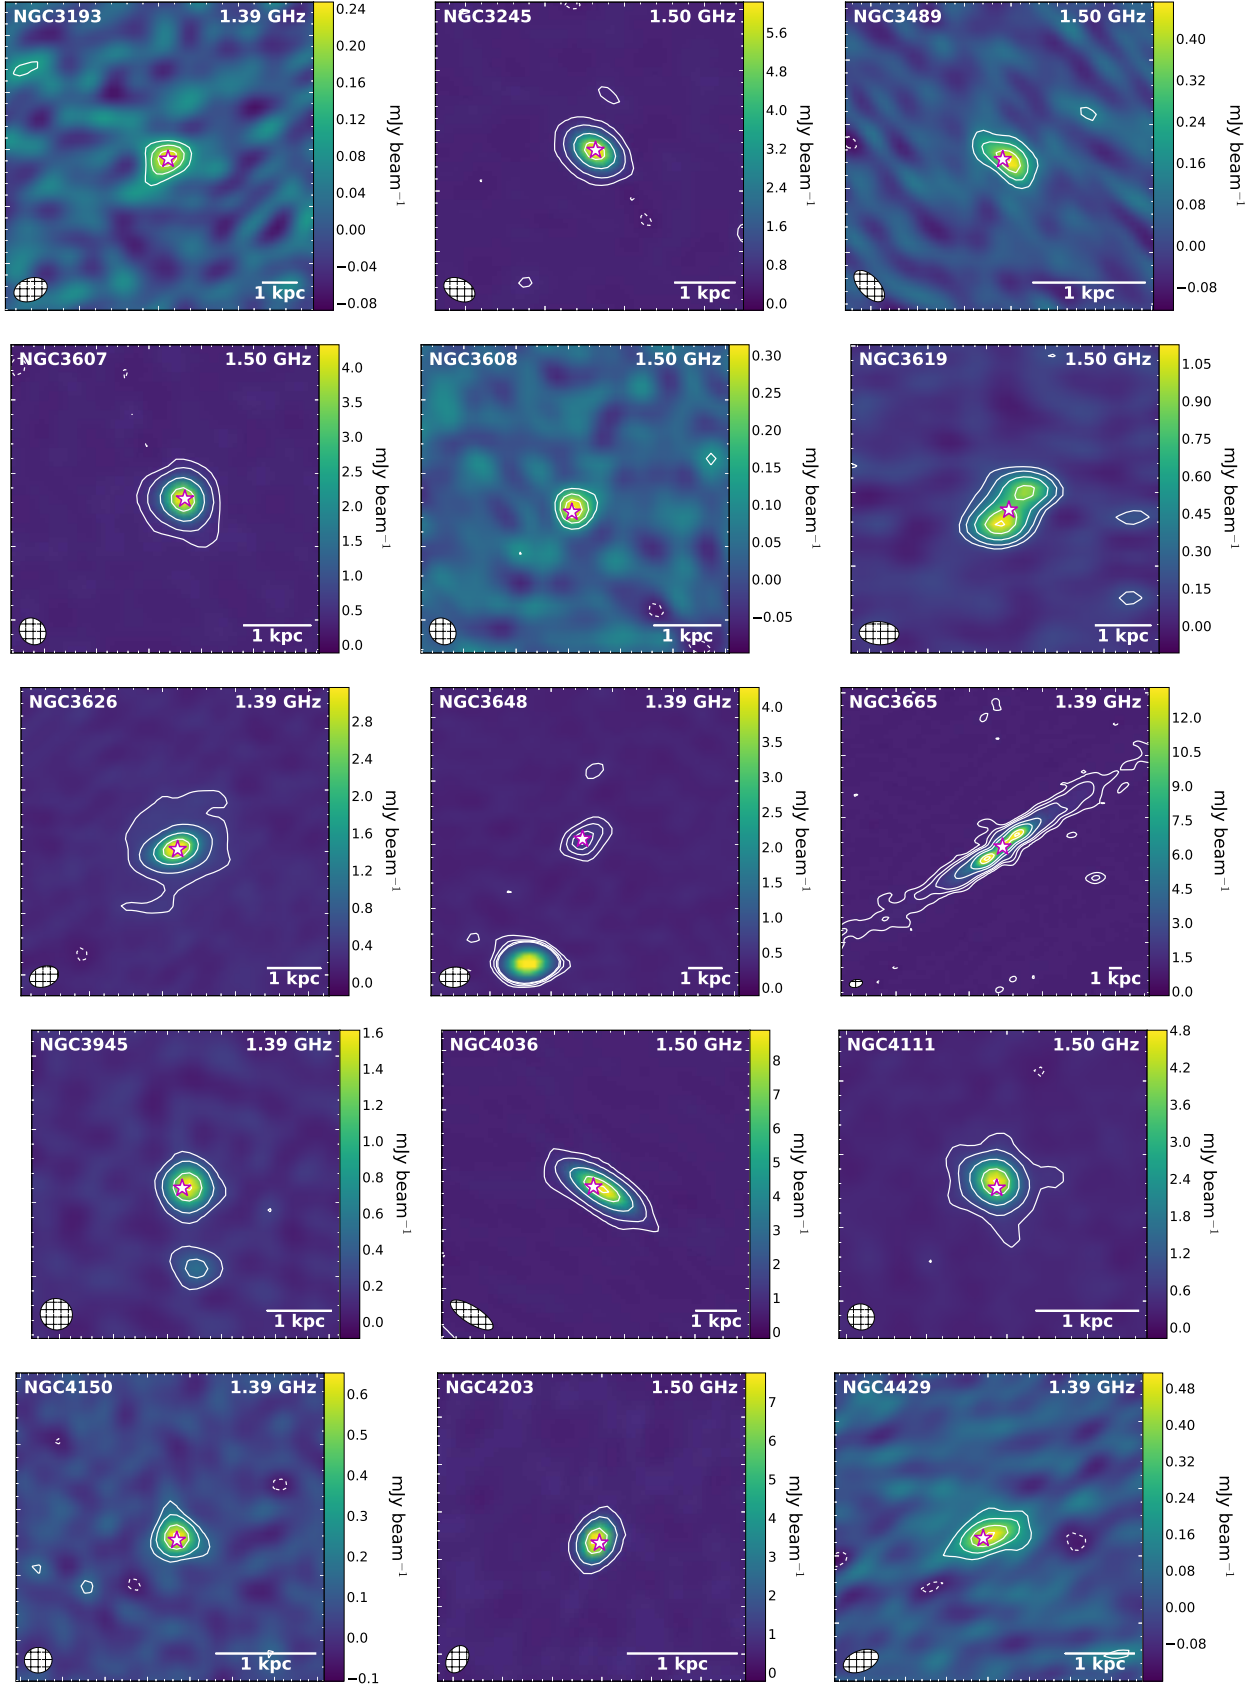 NGC3193 1.39 GHz
0.24
0.20
0.16
0.12
0.08
0.04
0.00
−0.04
−0.08
mJy beam⁻¹
1 kpc
NGC3245 1.50 GHz
5.6
4.8
4.0
3.2
2.4
1.6
0.8
0.0
mJy beam⁻¹
1 kpc
NGC3489 1.50 GHz
0.40
0.32
0.24
0.16
0.08
0.00
−0.08
mJy beam⁻¹
1 kpc
NGC3607 1.50 GHz
4.0
3.5
3.0
2.5
2.0
1.5
1.0
0.5
0.0
mJy beam⁻¹
1 kpc
NGC3608 1.50 GHz
0.30
0.25
0.20
0.15
0.10
0.05
0.00
−0.05
mJy beam⁻¹
1 kpc
NGC3619 1.50 GHz
1.05
0.90
0.75
0.60
0.45
0.30
0.15
0.00
mJy beam⁻¹
1 kpc
NGC3626 1.39 GHz
2.8
2.4
2.0
1.6
1.2
0.8
0.4
0.0
mJy beam⁻¹
1 kpc
NGC3648 1.39 GHz
4.0
3.5
3.0
2.5
2.0
1.5
1.0
0.5
0.0
mJy beam⁻¹
1 kpc
NGC3665 1.39 GHz
12.0
10.5
9.0
7.5
6.0
4.5
3.0
1.5
0.0
mJy beam⁻¹
1 kpc
NGC3945 1.39 GHz
1.6
1.4
1.2
1.0
0.8
0.6
0.4
0.2
0.0
mJy beam⁻¹
1 kpc
NGC4036 1.50 GHz
8
7
6
5
4
3
2
1
0
mJy beam⁻¹
1 kpc
NGC4111 1.50 GHz
4.8
4.2
3.6
3.0
2.4
1.8
1.2
0.6
0.0
mJy beam⁻¹
1 kpc
NGC4150 1.39 GHz
0.6
0.5
0.4
0.3
0.2
0.1
0.0
−0.1
mJy beam⁻¹
1 kpc
NGC4203 1.50 GHz
7
6
5
4
3
2
1
0
mJy beam⁻¹
1 kpc
NGC4429 1.39 GHz
0.48
0.40
0.32
0.24
0.16
0.08
0.00
−0.08
mJy beam⁻¹
1 kpc